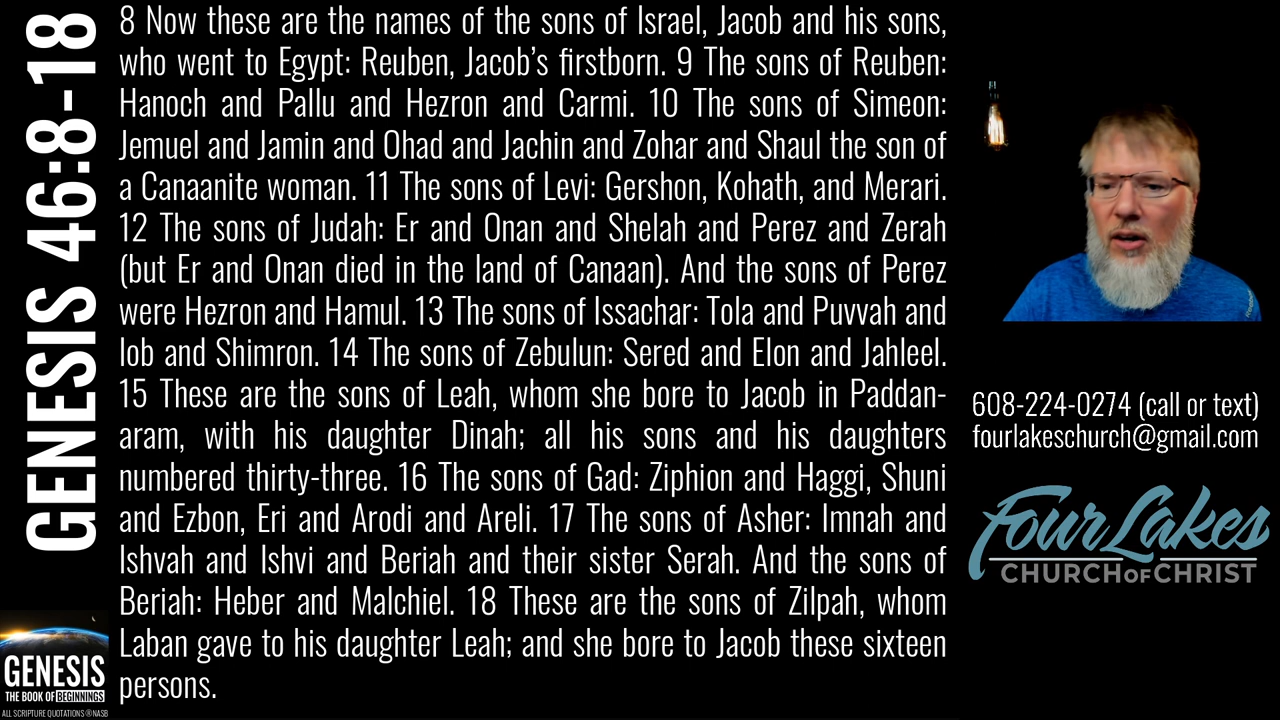 GENESIS 46:8-18
8 Now these are the names of the sons of Israel, Jacob and his sons,
who went to Egypt: Reuben, Jacob’s firstborn. 9 The sons of Reuben:
Hanoch and Pallu and Hezron and Carmi. 10 The sons of Simeon:
Jemuel and Jamin and Ohad and Jachin and Zohar and Shaul the son of
a Canaanite woman. 11 The sons of Levi: Gershon, Kohath, and Merari.
12 The sons of Judah: Er and Onan and Shelah and Perez and Zerah
(but Er and Onan died in the land of Canaan). And the sons of Perez
were Hezron and Hamul. 13 The sons of Issachar: Tola and Puvvah and
Iob and Shimron. 14 The sons of Zebulun: Sered and Elon and Jahleel.
15 These are the sons of Leah, whom she bore to Jacob in Paddan-
aram, with his daughter Dinah; all his sons and his daughters
numbered thirty-three. 16 The sons of Gad: Ziphion and Haggi, Shuni
and Ezbon, Eri and Arodi and Areli. 17 The sons of Asher: Imnah and
Ishvah and Ishvi and Beriah and their sister Serah. And the sons of
Beriah: Heber and Malchiel. 18 These are the sons of Zilpah, whom
Laban gave to his daughter Leah; and she bore to Jacob these sixteen
persons.
608-224-0274 (call or text)
fourlakeschurch@gmail.com
Four Lakes
CHURCH OF CHRIST
GENESIS
THE BOOK OF BEGINNINGS
ALL SCRIPTURE QUOTATIONS ® NASB